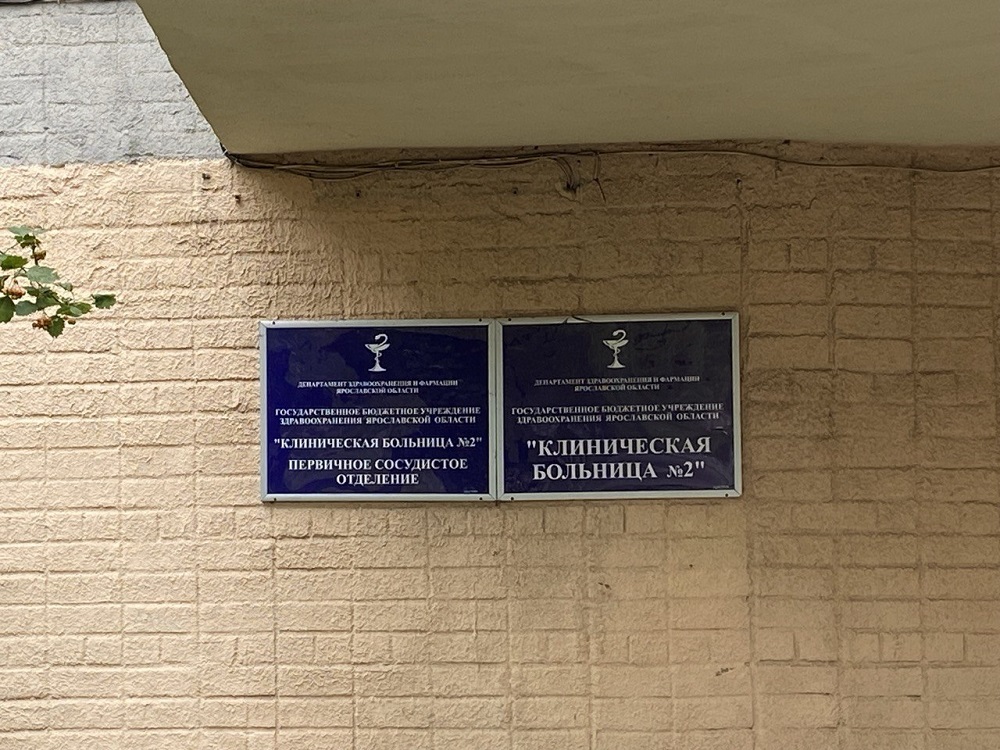 ДЕПАРТАМЕНТ ЗДРАВООХРАНЕНИЯ И ФАРМАЦИИ
ЯРОСЛАВСКОЙ ОБЛАСТИ
ГОСУДАРСТВЕННОЕ БЮДЖЕТНОЕ УЧРЕЖДЕНИЕ
ЗДРАВООХРАНЕНИЯ ЯРОСЛАВСКОЙ ОБЛАСТИ
"КЛИНИЧЕСКАЯ БОЛЬНИЦА №2"
ПЕРВИЧНОЕ СОСУДИСТОЕ
ОТДЕЛЕНИЕ
ДЕПАРТАМЕНТ ЗДРАВООХРАНЕНИЯ И ФАРМАЦИИ
ЯРОСЛАВСКОЙ ОБЛАСТИ
ГОСУДАРСТВЕННОЕ БЮДЖЕТНОЕ УЧРЕЖДЕНИЕ
ЗДРАВООХРАНЕНИЯ ЯРОСЛАВСКОЙ ОБЛАСТИ
"КЛИНИЧЕСКАЯ
БОЛЬНИЦА №2"